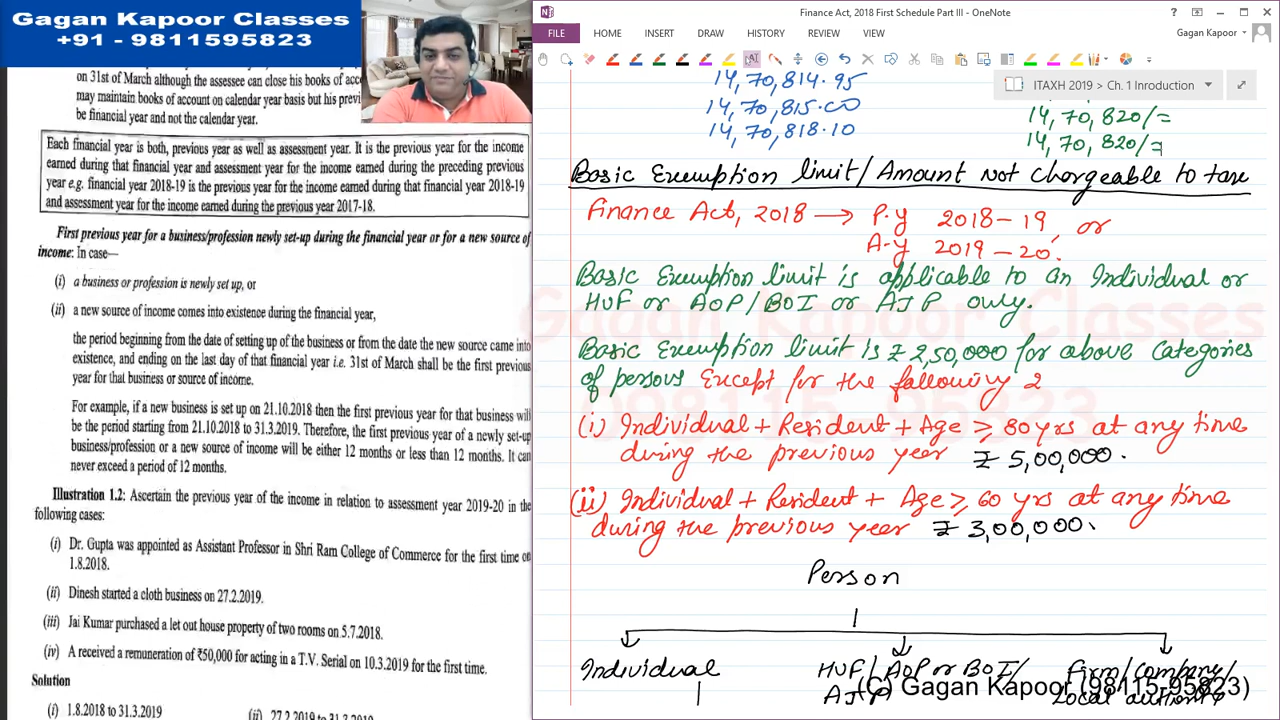 Gagan Kapoor Classes
+91 - 9811595823
on 31st of March although the assessee can close his books of acc
may maintain books of account on calendar year basis but his previ
be financial year and not the calendar year.
Each financial year is both, previous year as well as assessment year. It is the previous year for the income
earned during that financial year and assessment year for the income earned during the preceding previous
year e.g. financial year 2018-19 is the previous year for the income earned during that financial year 2018-19
and assessment year for the income earned during the previous year 2017-18.
First previous year for a business/profession newly set-up during the financial year or for a new source of
income: In case—
(i) a business or profession is newly set up, or
(ii) a new source of income comes into existence during the financial year,
the period beginning from the date of setting up of the business or from the date the new source came into
existence, and ending on the last day of that financial year i.e. 31st of March shall be the first previous
year for that business or source of income.
For example, if a new business is set up on 21.10.2018 then the first previous year for that business will
be the period starting from 21.10.2018 to 31.3.2019. Therefore, the first previous year of a newly set-up
business/profession or a new source of income will be either 12 months or less than 12 months. It can
never exceed a period of 12 months.
Illustration 1.2: Ascertain the previous year of the income in relation to assessment year 2019-20 in the
following cases:
(i) Dr. Gupta was appointed as Assistant Professor in Shri Ram College of Commerce for the first time on
1.8.2018.
(ii) Dinesh started a cloth business on 27.2.2019.
(iii) Jai Kumar purchased a let out house property of two rooms on 5.7.2018.
(iv) A received a remuneration of ₹50,000 for acting in a T.V. Serial on 10.3.2019 for the first time.
Solution
(i) 1.8.2018 to 31.3.2019 (ii) 27.2.2019 to 31.3.2019
Finance Act, 2018 First Schedule Part III - OneNote
FILE HOME INSERT DRAW HISTORY REVIEW VIEW Gagan Kapoor
ITAXH 2019 > Ch. 1 Inroduction
14,70,814.95
14,70,815.00 14,70,820/=
14,70,818.10 14,70,820/=
Basic Exemption limit/Amount not chargeable to tax
Finance Act, 2018 → P.y 2018-19 or
A.y 2019-20.
Basic Exemption limit is applicable to an Individual or
HUF or AOP/BOI or AJP only.
Basic Exemption limit is ₹ 2,50,000 for above categories
of persons Except for the following 2
(i) Individual + Resident + Age ≥ 80 yrs at any time
during the previous year ₹ 5,00,000.
(ii) Individual + Resident + Age ≥ 60 yrs at any time
during the previous year ₹ 3,00,000.
Person
Individual HUF/AOP or BOI/ Firm/Company/
AJP Local authority
(C) Gagan Kapoor (98115-95823)
Gagan Kapoor Classes